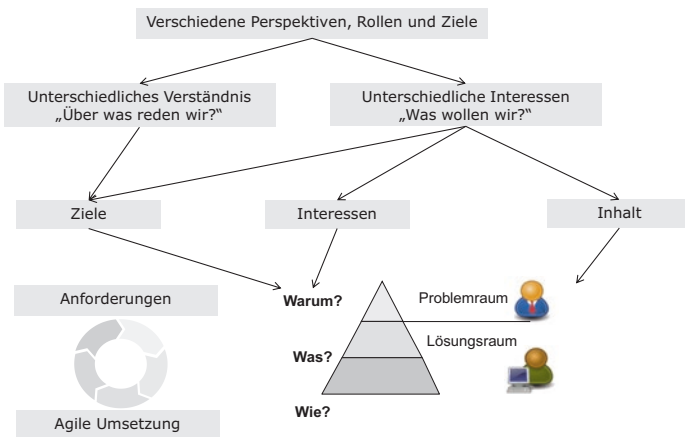 Verschiedene Perspektiven, Rollen und Ziele
Unterschiedliches Verständnis
„Über was reden wir?“
Unterschiedliche Interessen
„Was wollen wir?“
Ziele
Interessen
Inhalt
Anforderungen
Agile Umsetzung
Warum?
Problemraum
Lösungsraum
Was?
Wie?